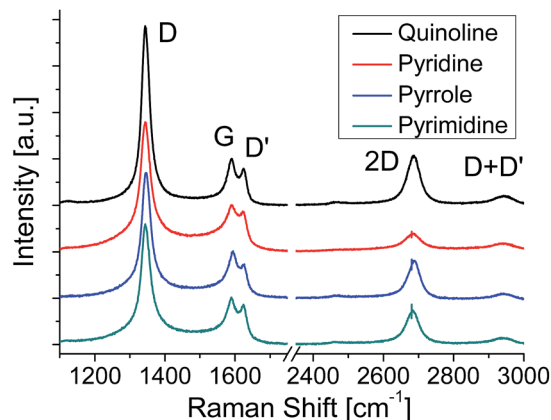 D
Quinoline
Pyridine
Pyrrole
Pyrimidine
G
D'
2D
D+D'
Intensity [a.u.]
1200 1400 1600 2400 2600 2800 3000
Raman Shift [cm⁻¹]